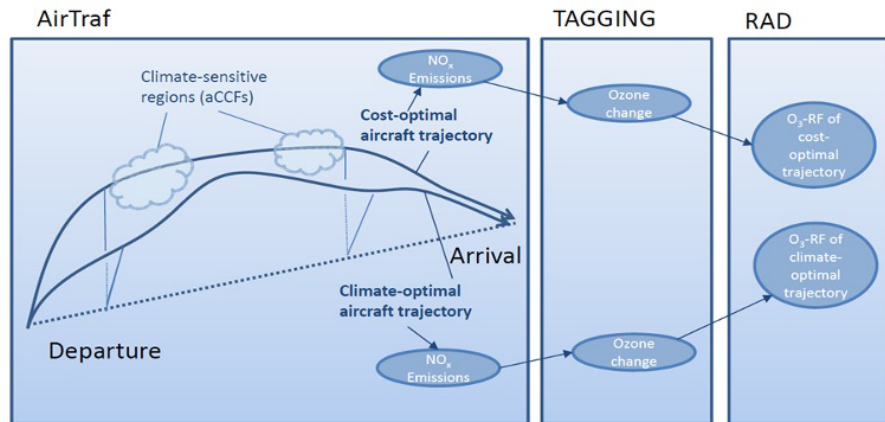 AirTraf
TAGGING
RAD
Climate-sensitive
regions (aCCFs)
NOₓ
Emissions
Cost-optimal
aircraft trajectory
Ozone
change
O₃-RF of
cost-
optimal
trajectory
Arrival
Climate-optimal
aircraft trajectory
O₃-RF of
climate-
optimal
trajectory
Departure
NOₓ
Emissions
Ozone
change